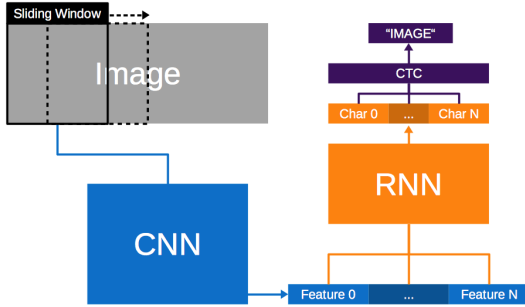 Sliding Window
Image
CNN
Feature 0 ... Feature N
RNN
Char 0 ... Char N
CTC
"IMAGE"